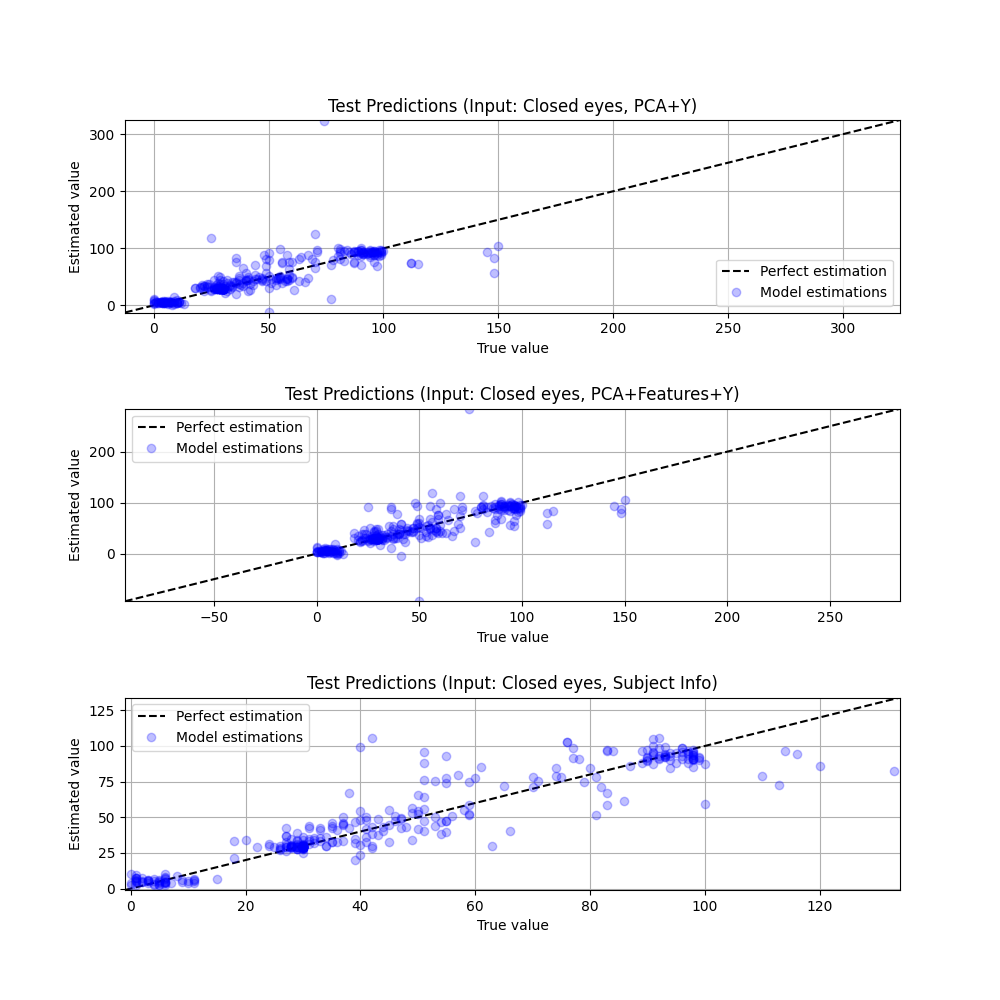 Test Predictions (Input: Closed eyes, PCA+Y)
300
200
100
0
Estimated value
Perfect estimation
Model estimations
0 50 100 150 200 250 300
True value
Test Predictions (Input: Closed eyes, PCA+Features+Y)
Perfect estimation
Model estimations
200
100
0
Estimated value
−50 0 50 100 150 200 250
True value
Test Predictions (Input: Closed eyes, Subject Info)
Perfect estimation
Model estimations
125
100
75
50
25
0
Estimated value
0 20 40 60 80 100 120
True value